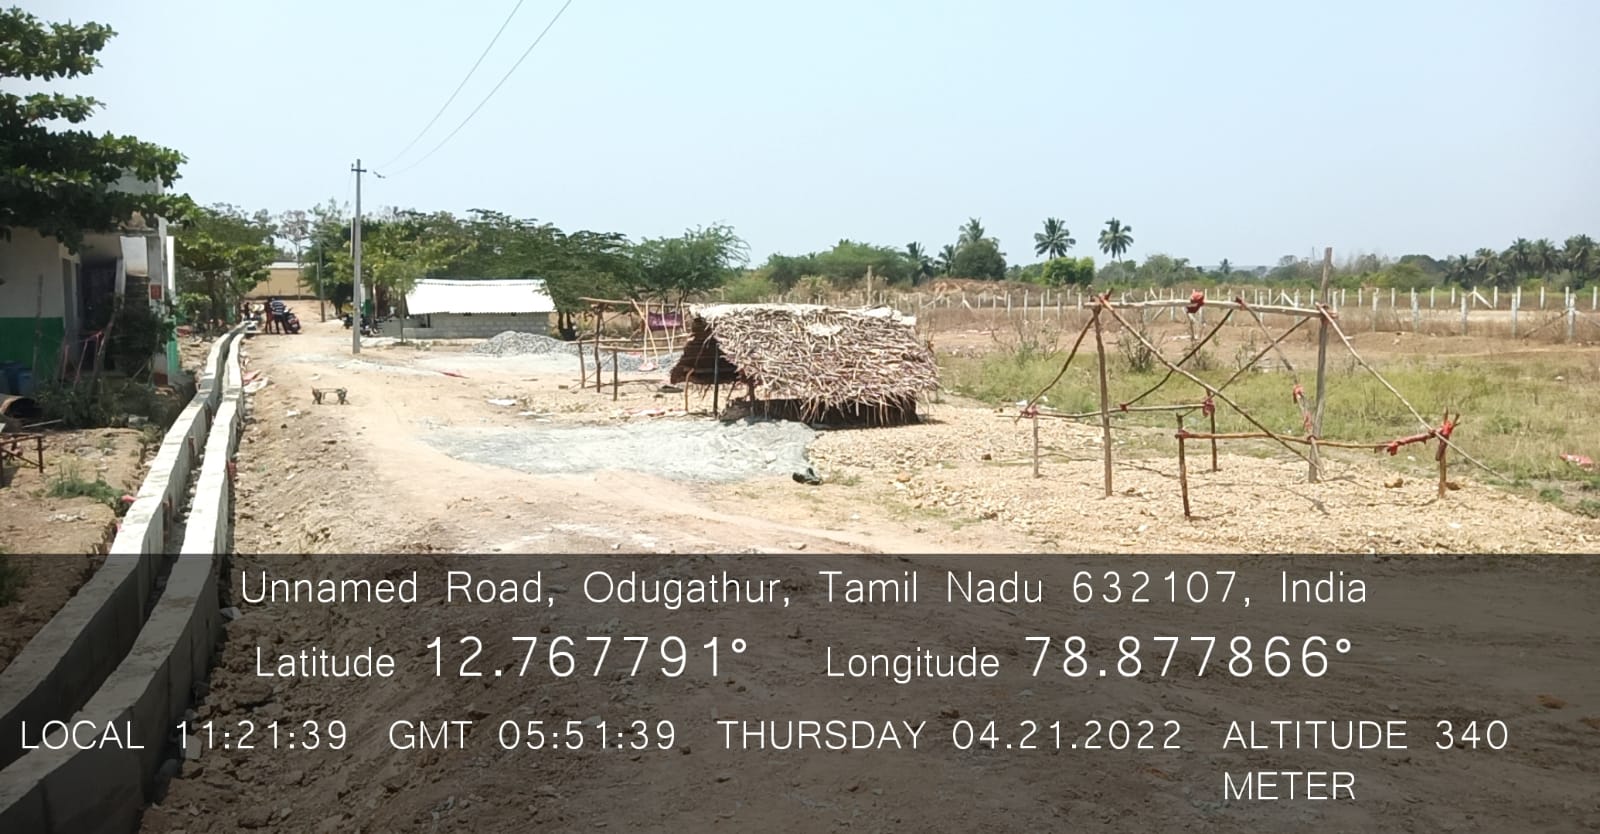 Unnamed Road, Odugathur, Tamil Nadu 632107, India
Latitude 12.767791° Longitude 78.877866°
LOCAL 11:21:39 GMT 05:51:39 THURSDAY 04.21.2022 ALTITUDE 340
METER